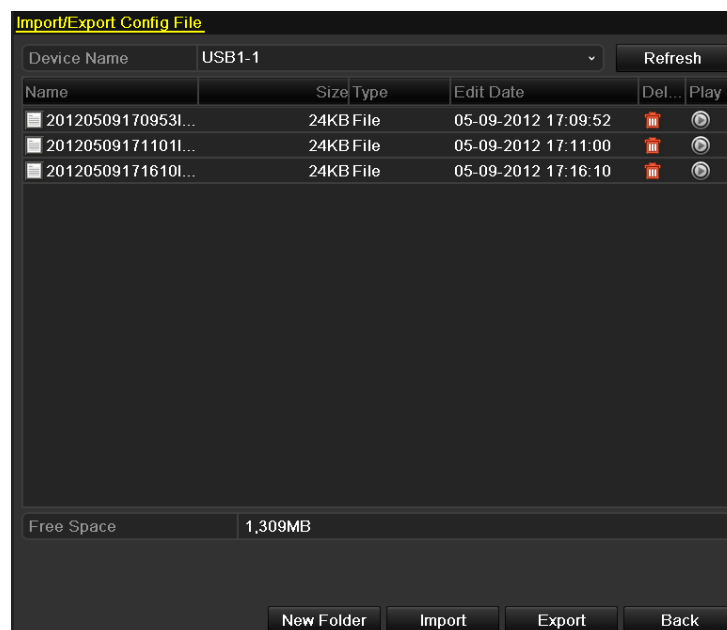 Import/Export Config File
Device Name USB1-1 Refresh
Name Size Type Edit Date Del... Play
20120509170953I... 24KB File 05-09-2012 17:09:52
20120509171101I... 24KB File 05-09-2012 17:11:00
20120509171610I... 24KB File 05-09-2012 17:16:10
Free Space 1,309MB
New Folder Import Export Back